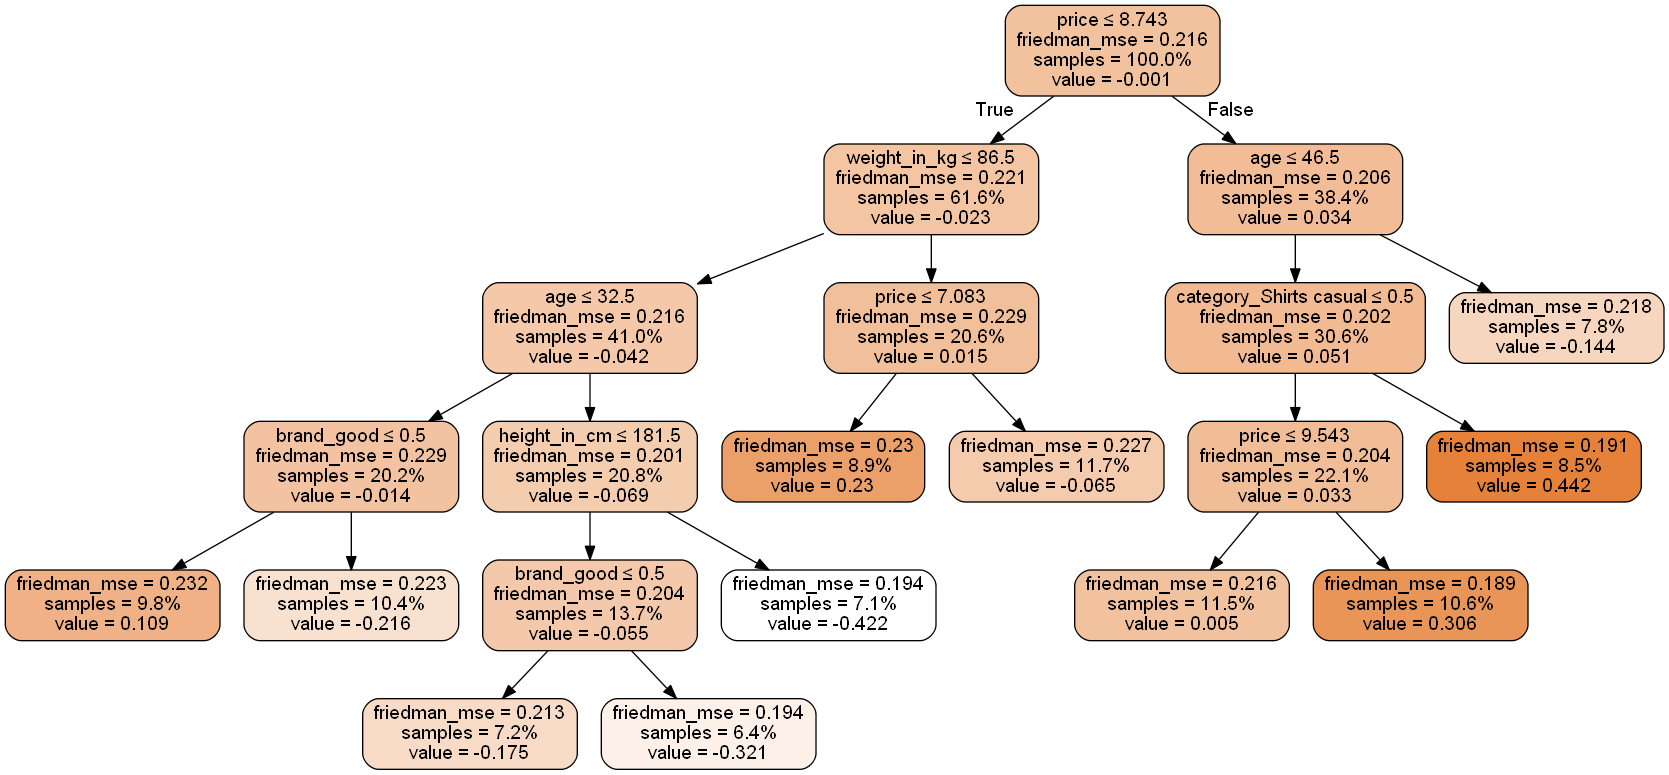 price ≤ 8.743
friedman_mse = 0.216
samples = 100.0%
value = -0.001
True
False
weight_in_kg ≤ 86.5
friedman_mse = 0.221
samples = 61.6%
value = -0.023
age ≤ 46.5
friedman_mse = 0.206
samples = 38.4%
value = 0.034
age ≤ 32.5
friedman_mse = 0.216
samples = 41.0%
value = -0.042
price ≤ 7.083
friedman_mse = 0.229
samples = 20.6%
value = 0.015
category_Shirts casual ≤ 0.5
friedman_mse = 0.202
samples = 30.6%
value = 0.051
friedman_mse = 0.218
samples = 7.8%
value = -0.144
brand_good ≤ 0.5
friedman_mse = 0.229
samples = 20.2%
value = -0.014
height_in_cm ≤ 181.5
friedman_mse = 0.201
samples = 20.8%
value = -0.069
friedman_mse = 0.23
samples = 8.9%
value = 0.23
friedman_mse = 0.227
samples = 11.7%
value = -0.065
price ≤ 9.543
friedman_mse = 0.204
samples = 22.1%
value = 0.033
friedman_mse = 0.191
samples = 8.5%
value = 0.442
friedman_mse = 0.232
samples = 9.8%
value = 0.109
friedman_mse = 0.223
samples = 10.4%
value = -0.216
brand_good ≤ 0.5
friedman_mse = 0.204
samples = 13.7%
value = -0.055
friedman_mse = 0.194
samples = 7.1%
value = -0.422
friedman_mse = 0.216
samples = 11.5%
value = 0.005
friedman_mse = 0.189
samples = 10.6%
value = 0.306
friedman_mse = 0.213
samples = 7.2%
value = -0.175
friedman_mse = 0.194
samples = 6.4%
value = -0.321